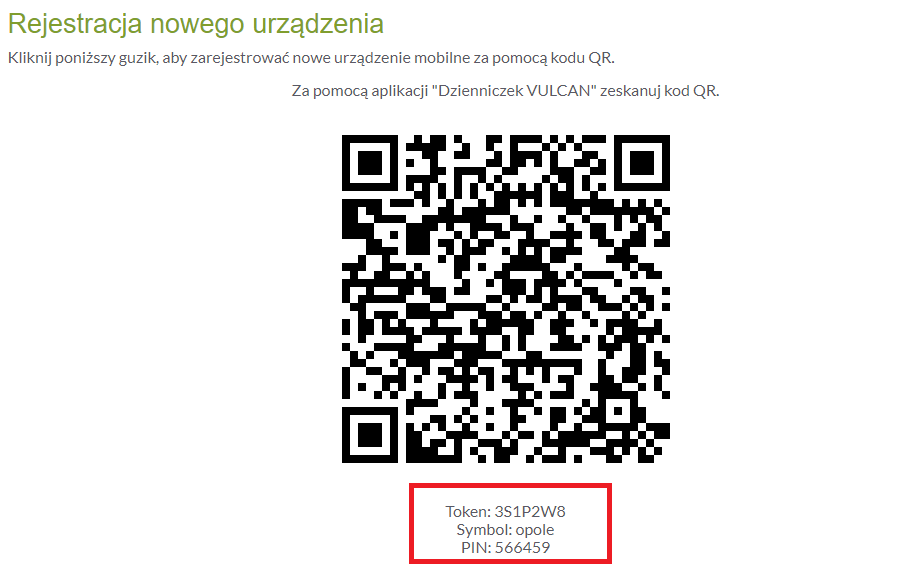 Rejestracja nowego urządzenia
Kliknij poniższy guzik, aby zarejestrować nowe urządzenie mobilne za pomocą kodu QR.
Za pomocą aplikacji "Dzienniczek VULCAN" zeskanuj kod QR.
Token: 3S1P2W8
Symbol: opole
PIN: 566459